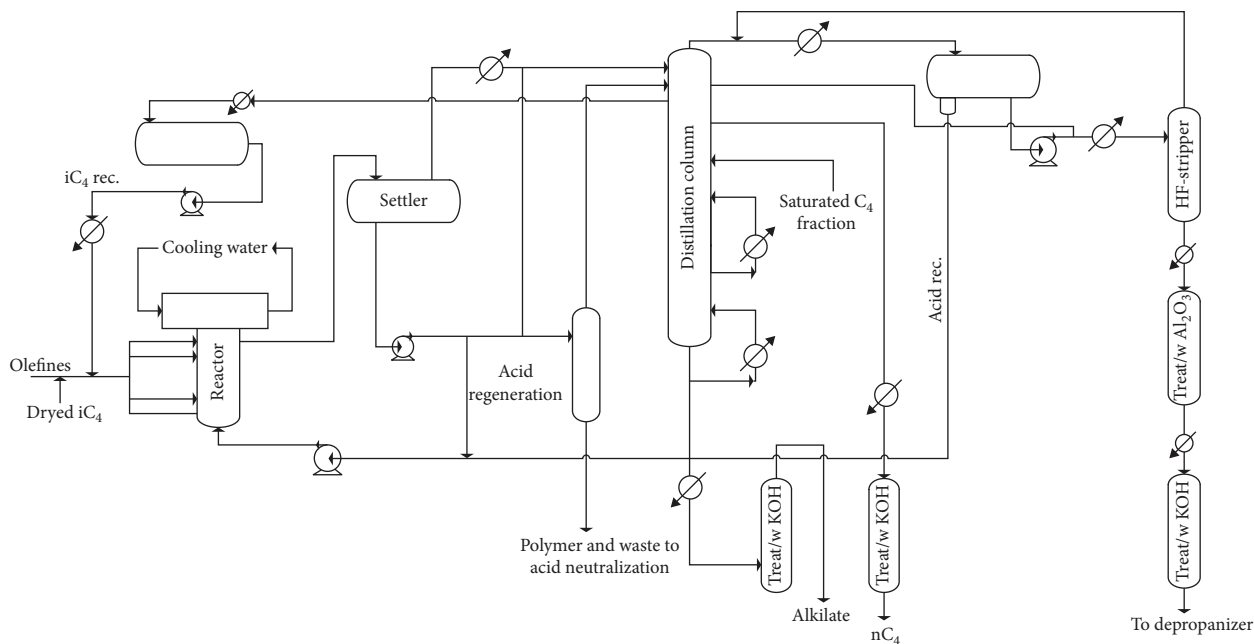 iC₄ rec.
Cooling water
Olefines
Dryed iC₄
Reactor
Settler
Acid
regeneration
Polymer and waste to
acid neutralization
Distillation column
Saturated C₄
fraction
Treat/w KOH
Alkilate
Treat/w KOH
nC₄
Acid rec.
HF-stripper
Treat/w Al₂O₃
Treat/w KOH
To depropanizer